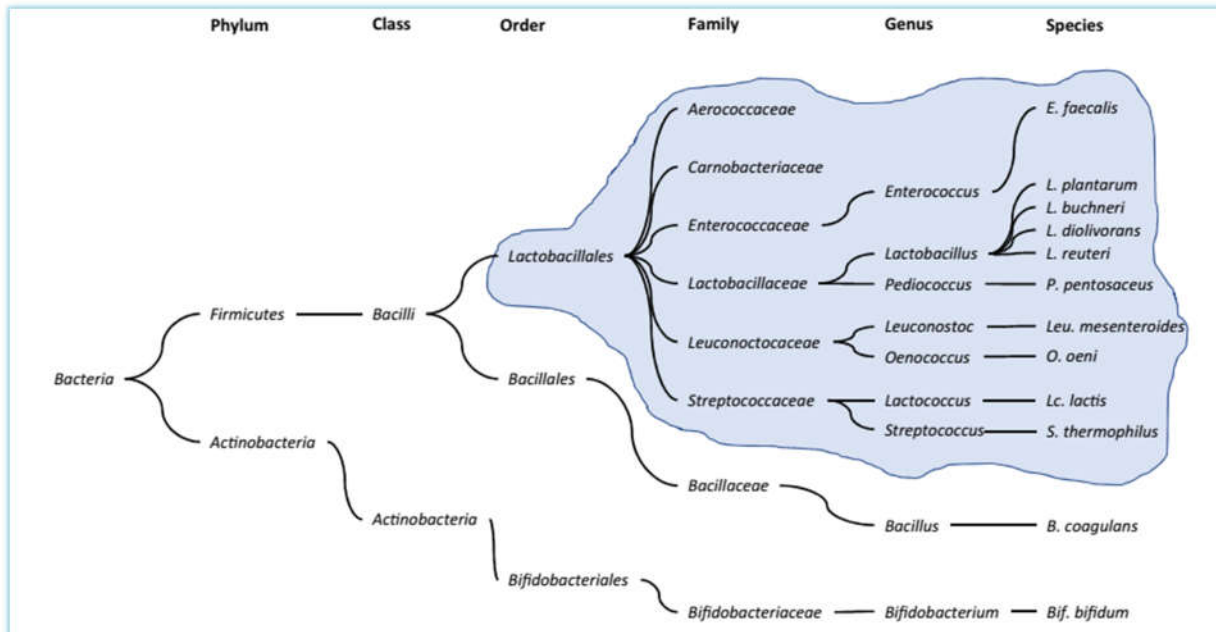 Phylum Class Order Family Genus Species
Aerococcaceae E. faecalis
Carnobacteriaceae
Enterococcus L. plantarum
L. buchneri
Enterococcaceae L. diolivorans
Lactobacillales Lactobacillus L. reuteri
Lactobacillaceae Pediococcus P. pentosaceus
Firmicutes Bacilli
Leuconostoc Leu. mesenteroides
Leuconoctocaceae
Oenococcus O. oeni
Bacteria Bacillales
Streptococcaceae Lactococcus Lc. lactis
Streptococcus S. thermophilus
Actinobacteria
Bacillaceae
Actinobacteria Bacillus B. coagulans
Bifidobacteriales
Bifidobacteriaceae Bifidobacterium Bif. bifidum